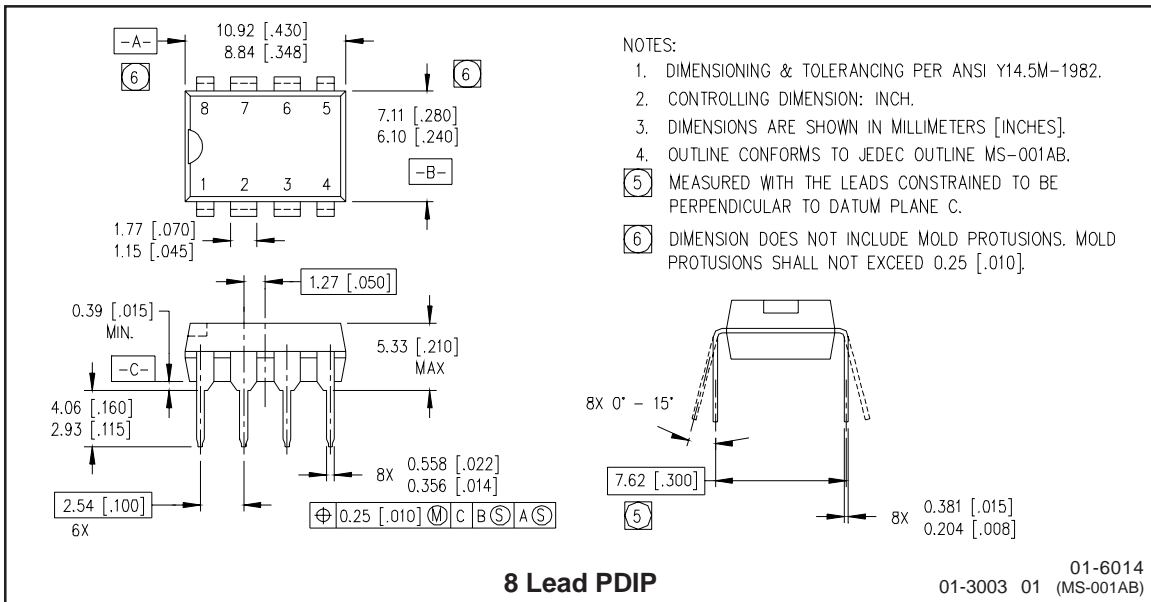 -A-
10.92 [.430]
8.84 [.348]
6
6
8 7 6 5
1 2 3 4
7.11 [.280]
6.10 [.240]
-B-
1.77 [.070]
1.15 [.045]
1.27 [.050]
0.39 [.015]
MIN.
-C-
5.33 [.210]
MAX
4.06 [.160]
2.93 [.115]
2.54 [.100]
6X
8X 0.558 [.022]
0.356 [.014]
⌖ 0.25 [.010] Ⓜ C B Ⓢ A Ⓢ
NOTES:
1. DIMENSIONING & TOLERANCING PER ANSI Y14.5M-1982.
2. CONTROLLING DIMENSION: INCH.
3. DIMENSIONS ARE SHOWN IN MILLIMETERS [INCHES].
4. OUTLINE CONFORMS TO JEDEC OUTLINE MS-001AB.
5 MEASURED WITH THE LEADS CONSTRAINED TO BE
PERPENDICULAR TO DATUM PLANE C.
6 DIMENSION DOES NOT INCLUDE MOLD PROTUSIONS. MOLD
PROTUSIONS SHALL NOT EXCEED 0.25 [.010].
8X 0° - 15°
7.62 [.300]
5
8X 0.381 [.015]
0.204 [.008]
8 Lead PDIP
01-6014
01-3003 01 (MS-001AB)